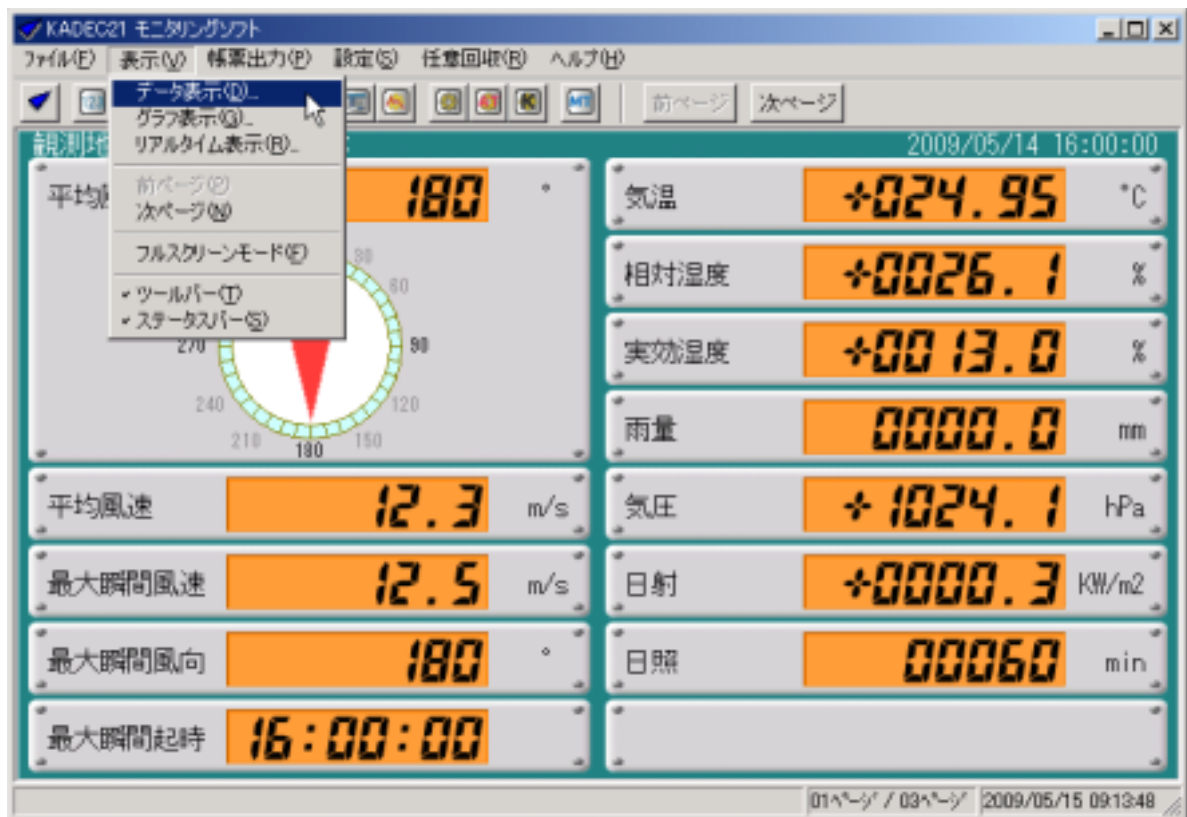 KADEC21 モニタリングソフト
ファイル(F) 表示(V) 帳票出力(P) 設定(S) 任意回収(R) ヘルプ(H)
前ページ 次ページ
データ表示(D)...
グラフ表示(G)...
リアルタイム表示(R)...
前ページ(P)
次ページ(N)
フルスクリーンモード(F)
ツールバー(T)
ステータスバー(S)
観測地
2009/05/14 16:00:00
平均
180 °
30
60
90
120
150
180
210
240
270
平均風速 12.3 m/s
最大瞬間風速 12.5 m/s
最大瞬間風向 180 °
最大瞬間起時 16:00:00
気温 +024.95 °C
相対湿度 +0026.1 %
実効湿度 +0013.0 %
雨量 0000.0 mm
気圧 +1024.1 hPa
日射 +0000.3 KW/m2
日照 00060 min
01ページ / 03ページ 2009/05/15 09:13:48